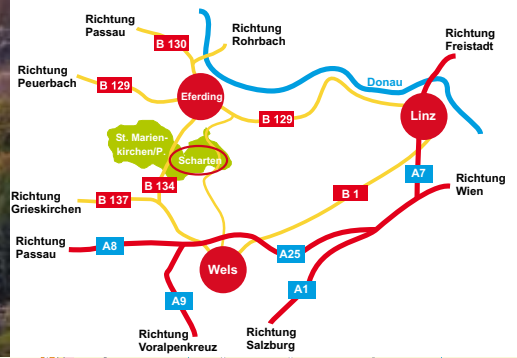 Richtung
Passau
B 130
Richtung
Rohrbach
Richtung
Freistadt
Richtung
Peuerbach
B 129
Eferding
Donau
B 129
Linz
St. Marien-
kirchen/P.
Scharten
B 134
A7
Richtung
Wien
Richtung
Grieskirchen
B 137
B 1
Richtung
Passau
A8
A25
Wels
A9
A1
Richtung
Voralpenkreuz
Richtung
Salzburg